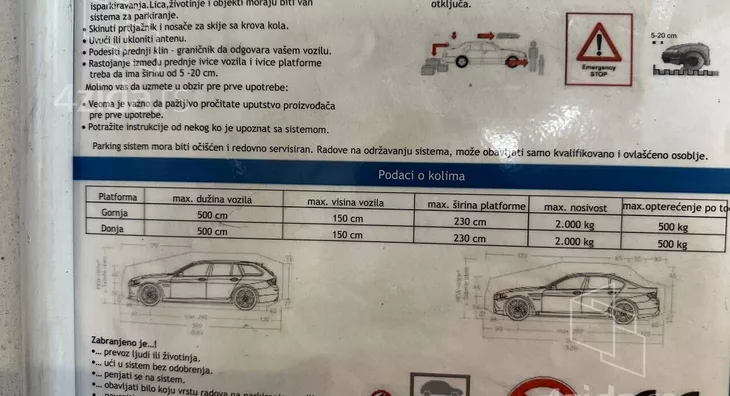 isparkiravanja. Lica, životinje i objekti moraju biti van
sistema za parkiranje.
• Skinuti prtljažnik i nosače za skije sa krova kola.
• Uvući ili ukloniti antenu.
• Podesiti prednji klin - graničnik da odgovara vašem vozilu.
• Rastojanje između prednje ivice vozila i ivice platforme
treba da ima širinu od 5 -20 cm.
Molimo vas da uzmete u obzir pre prve upotrebe:
• Veoma je važno da pažljivo pročitate uputstvo proizvođača
pre prve upotrebe.
• Potražite instrukcije od nekog ko je upoznat sa sistemom.
otključa.
Emergency
STOP
5-20 cm
Parking sistem mora biti očišćen i redovno servisiran. Radove na održavanju sistema, može obavljati samo kvalifikovano i ovlašćeno osoblje.
Podaci o kolima
Platforma max. dužina vozila max. visina vozila max. širina platforme max. nosivost max.opterećenje po to
Gornja 500 cm 150 cm 230 cm 2.000 kg 500 kg
Donja 500 cm 150 cm 230 cm 2.000 kg 500 kg
Zabranjeno je...!
•... prevoz ljudi ili životinja.
•... ući u sistem bez odobrenja.
•... penjati se na sistem.
•... obavljati bilo koju vrstu radova na
4zida.rs
4zida.rs